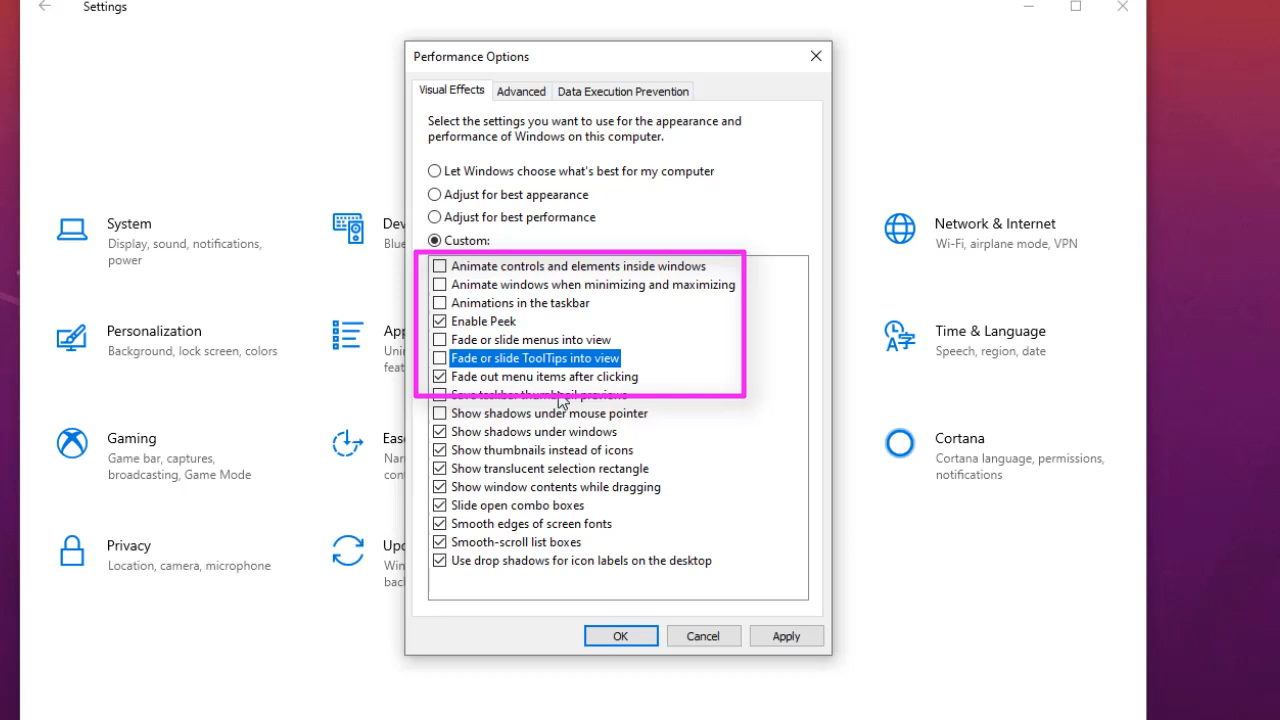 Settings
Performance Options
Visual Effects
Advanced
Data Execution Prevention
Select the settings you want to use for the appearance and
performance of Windows on this computer.
Let Windows choose what's best for my computer
Adjust for best appearance
Adjust for best performance
Custom:
Animate controls and elements inside windows
Animate windows when minimizing and maximizing
Animations in the taskbar
Enable Peek
Fade or slide menus into view
Fade or slide ToolTips into view
Fade out menu items after clicking
Save taskbar thumbnail previews
Show shadows under mouse pointer
Show shadows under windows
Show thumbnails instead of icons
Show translucent selection rectangle
Show window contents while dragging
Slide open combo boxes
Smooth edges of screen fonts
Smooth-scroll list boxes
Use drop shadows for icon labels on the desktop
OK
Cancel
Apply
System
Display, sound, notifications,
power
Network & Internet
Wi-Fi, airplane mode, VPN
Personalization
Background, lock screen, colors
Time & Language
Speech, region, date
Gaming
Game bar, captures,
broadcasting, Game Mode
Cortana
Cortana language, permissions,
notifications
Privacy
Location, camera, microphone